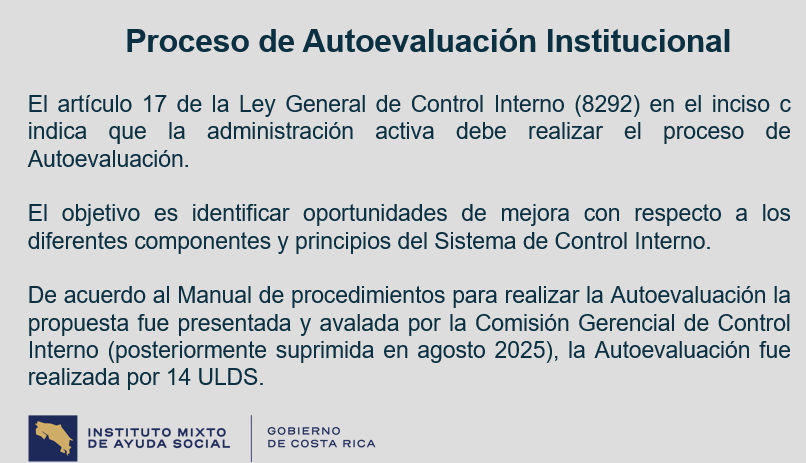 Proceso de Autoevaluación Institucional
El artículo 17 de la Ley General de Control Interno (8292) en el inciso c
indica que la administración activa debe realizar el proceso de
Autoevaluación.
El objetivo es identificar oportunidades de mejora con respecto a los
diferentes componentes y principios del Sistema de Control Interno.
De acuerdo al Manual de procedimientos para realizar la Autoevaluación la
propuesta fue presentada y avalada por la Comisión Gerencial de Control
Interno (posteriormente suprimida en agosto 2025), la Autoevaluación fue
realizada por 14 ULDS.
INSTITUTO MIXTO
DE AYUDA SOCIAL
GOBIERNO
DE COSTA RICA